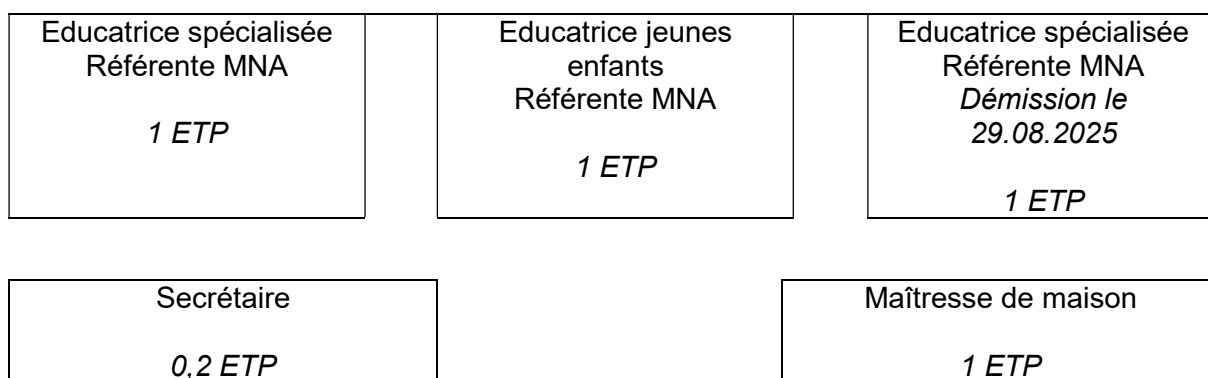 Educatrice spécialisée
Référente MNA
1 ETP
Educatrice jeunes
enfants
Référente MNA
1 ETP
Educatrice spécialisée
Référente MNA
Démission le
29.08.2025
1 ETP
Secrétaire
0,2 ETP
Maîtresse de maison
1 ETP